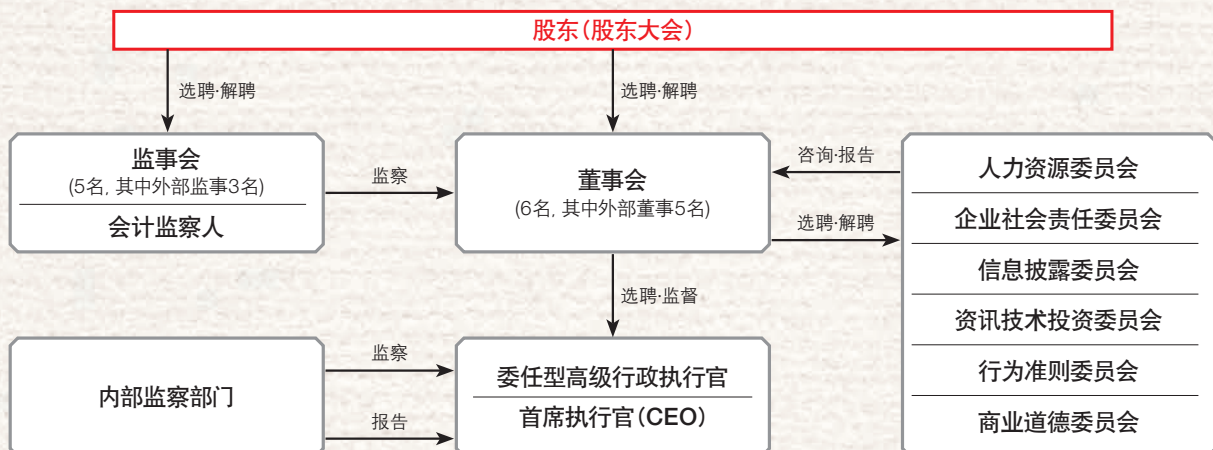 股东(股东大会)
选聘·解聘
选聘·解聘
监事会
(5名, 其中外部监事3名)
会计监察人
监察
董事会
(6名, 其中外部董事5名)
咨询·报告
选聘·解聘
人力资源委员会
企业社会责任委员会
信息披露委员会
资讯技术投资委员会
行为准则委员会
商业道德委员会
选聘·监督
内部监察部门
监察
报告
委任型高级行政执行官
首席执行官(CEO)